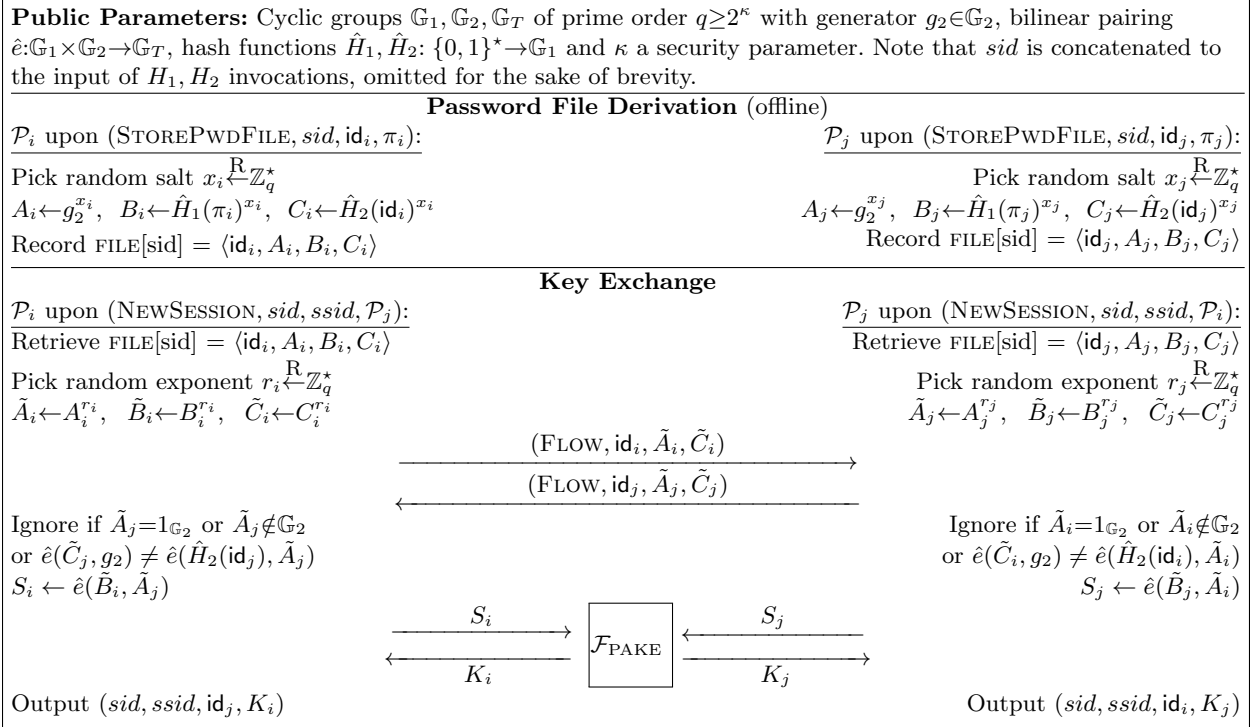 Public Parameters: Cyclic groups 𝔾₁,𝔾₂,𝔾_T of prime order q≥2^κ with generator g₂∈𝔾₂, bilinear pairing
ê:𝔾₁×𝔾₂→𝔾_T, hash functions Ĥ₁,Ĥ₂: {0,1}^⋆→𝔾₁ and κ a security parameter. Note that sid is concatenated to
the input of H₁,H₂ invocations, omitted for the sake of brevity.
Password File Derivation (offline)
𝒫_i upon (STOREPWDFILE, sid, id_i, π_i):
𝒫_j upon (STOREPWDFILE, sid, id_j, π_j):
Pick random salt x_i ←^R ℤ_q^⋆
Pick random salt x_j ←^R ℤ_q^⋆
A_i←g₂^{x_i}, B_i←Ĥ₁(π_i)^{x_i}, C_i←Ĥ₂(id_i)^{x_i}
A_j←g₂^{x_j}, B_j←Ĥ₁(π_j)^{x_j}, C_j←Ĥ₂(id_j)^{x_j}
Record FILE[sid] = ⟨id_i, A_i, B_i, C_i⟩
Record FILE[sid] = ⟨id_j, A_j, B_j, C_j⟩
Key Exchange
𝒫_i upon (NEWSESSION, sid, ssid, 𝒫_j):
𝒫_j upon (NEWSESSION, sid, ssid, 𝒫_i):
Retrieve FILE[sid] = ⟨id_i, A_i, B_i, C_i⟩
Retrieve FILE[sid] = ⟨id_j, A_j, B_j, C_j⟩
Pick random exponent r_i ←^R ℤ_q^⋆
Pick random exponent r_j ←^R ℤ_q^⋆
Ã_i←A_i^{r_i}, B̃_i←B_i^{r_i}, C̃_i←C_i^{r_i}
Ã_j←A_j^{r_j}, B̃_j←B_j^{r_j}, C̃_j←C_j^{r_j}
(FLOW, id_i, Ã_i, C̃_i)
(FLOW, id_j, Ã_j, C̃_j)
Ignore if Ã_j=1_{𝔾₂} or Ã_j∉𝔾₂
Ignore if Ã_i=1_{𝔾₂} or Ã_i∉𝔾₂
or ê(C̃_j, g₂) ≠ ê(Ĥ₂(id_j), Ã_j)
or ê(C̃_i, g₂) ≠ ê(Ĥ₂(id_i), Ã_i)
S_i ← ê(B̃_i, Ã_j)
S_j ← ê(B̃_j, Ã_i)
S_i
S_j
ℱ_PAKE
K_i
K_j
Output (sid, ssid, id_j, K_i)
Output (sid, ssid, id_i, K_j)